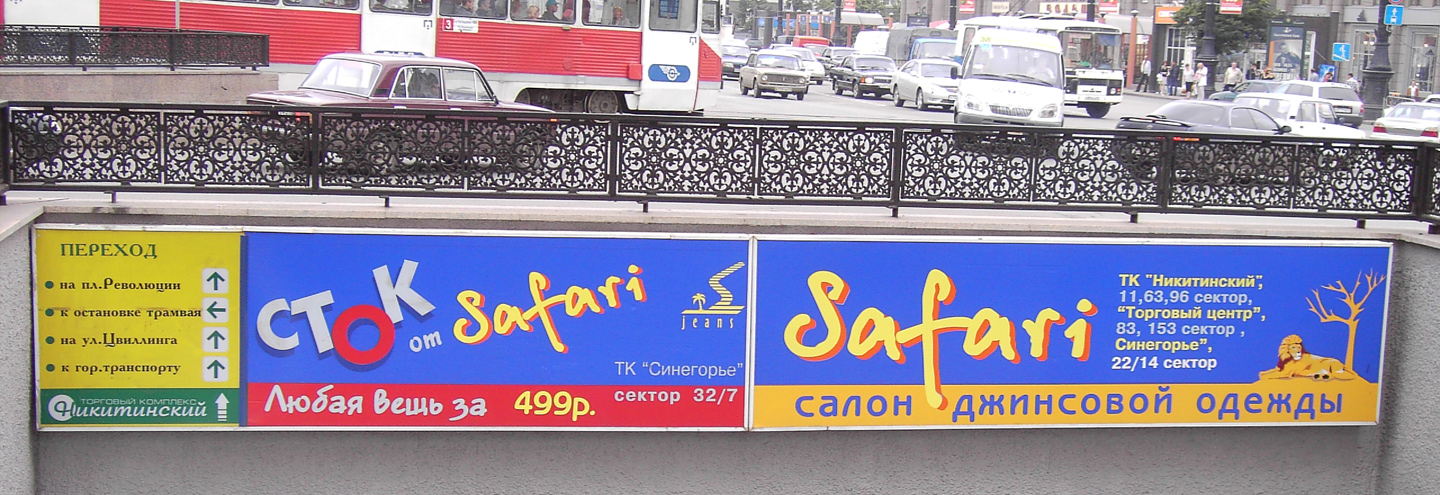 ПЕРЕХОД
на пл.Революции
к остановке трамвая
на ул.Цвиллинга
к гор.транспорту
ТОРГОВЫЙ КОМПЛЕКС
Никитинский
СТОК от Safari
jeans
ТК "Синегорье"
сектор 32/7
Любая вещь за 499р.
Safari
ТК "Никитинский",
11,63,96 сектор,
"Торговый центр",
83, 153 сектор ,
Синегорье",
22/14 сектор
салон джинсовой одежды
3